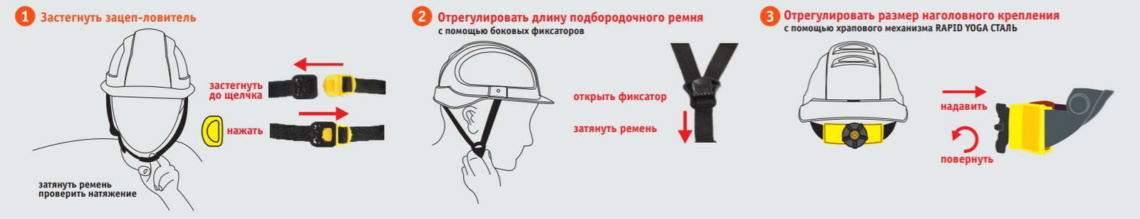 1 Застегнуть зацеп-ловитель
застегнуть
до щелчка
нажать
затянуть ремень
проверить натяжение
2 Отрегулировать длину подбородочного ремня
с помощью боковых фиксаторов
открыть фиксатор
затянуть ремень
3 Отрегулировать размер наголовного крепления
с помощью храпового механизма RAPID YOGA СТАЛЬ
надавить
повернуть